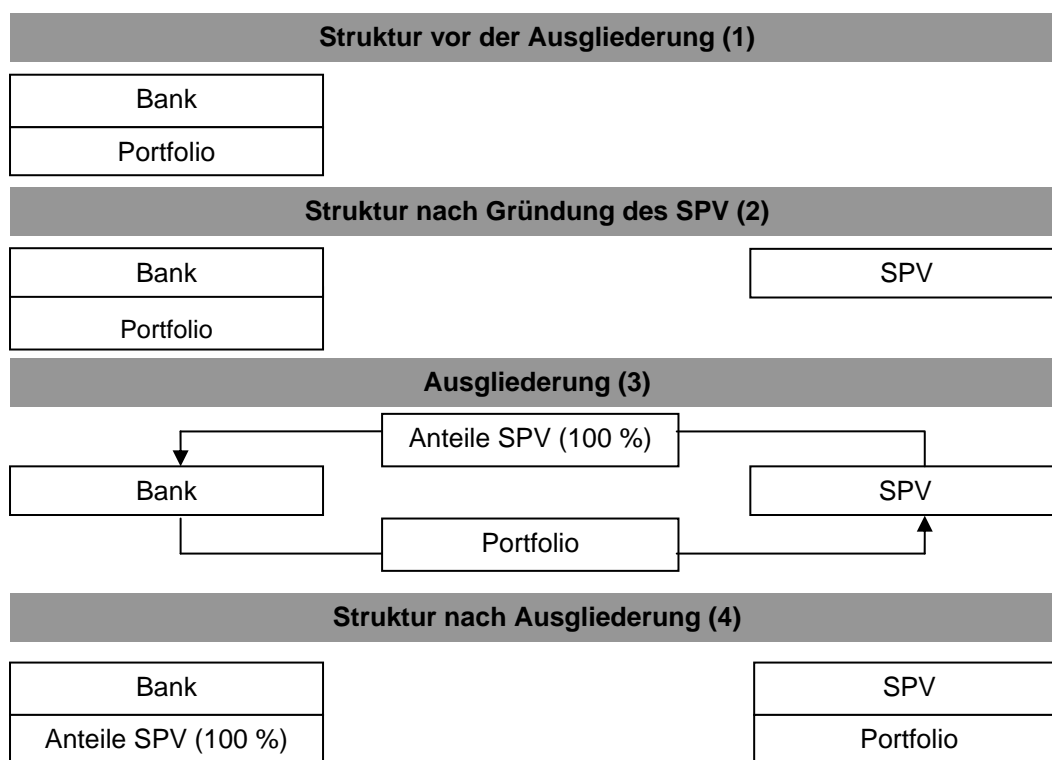 Struktur vor der Ausgliederung (1)
Bank
Portfolio
Struktur nach Gründung des SPV (2)
Bank
SPV
Portfolio
Ausgliederung (3)
Anteile SPV (100 %)
Bank
SPV
Portfolio
Struktur nach Ausgliederung (4)
Bank
SPV
Anteile SPV (100 %)
Portfolio